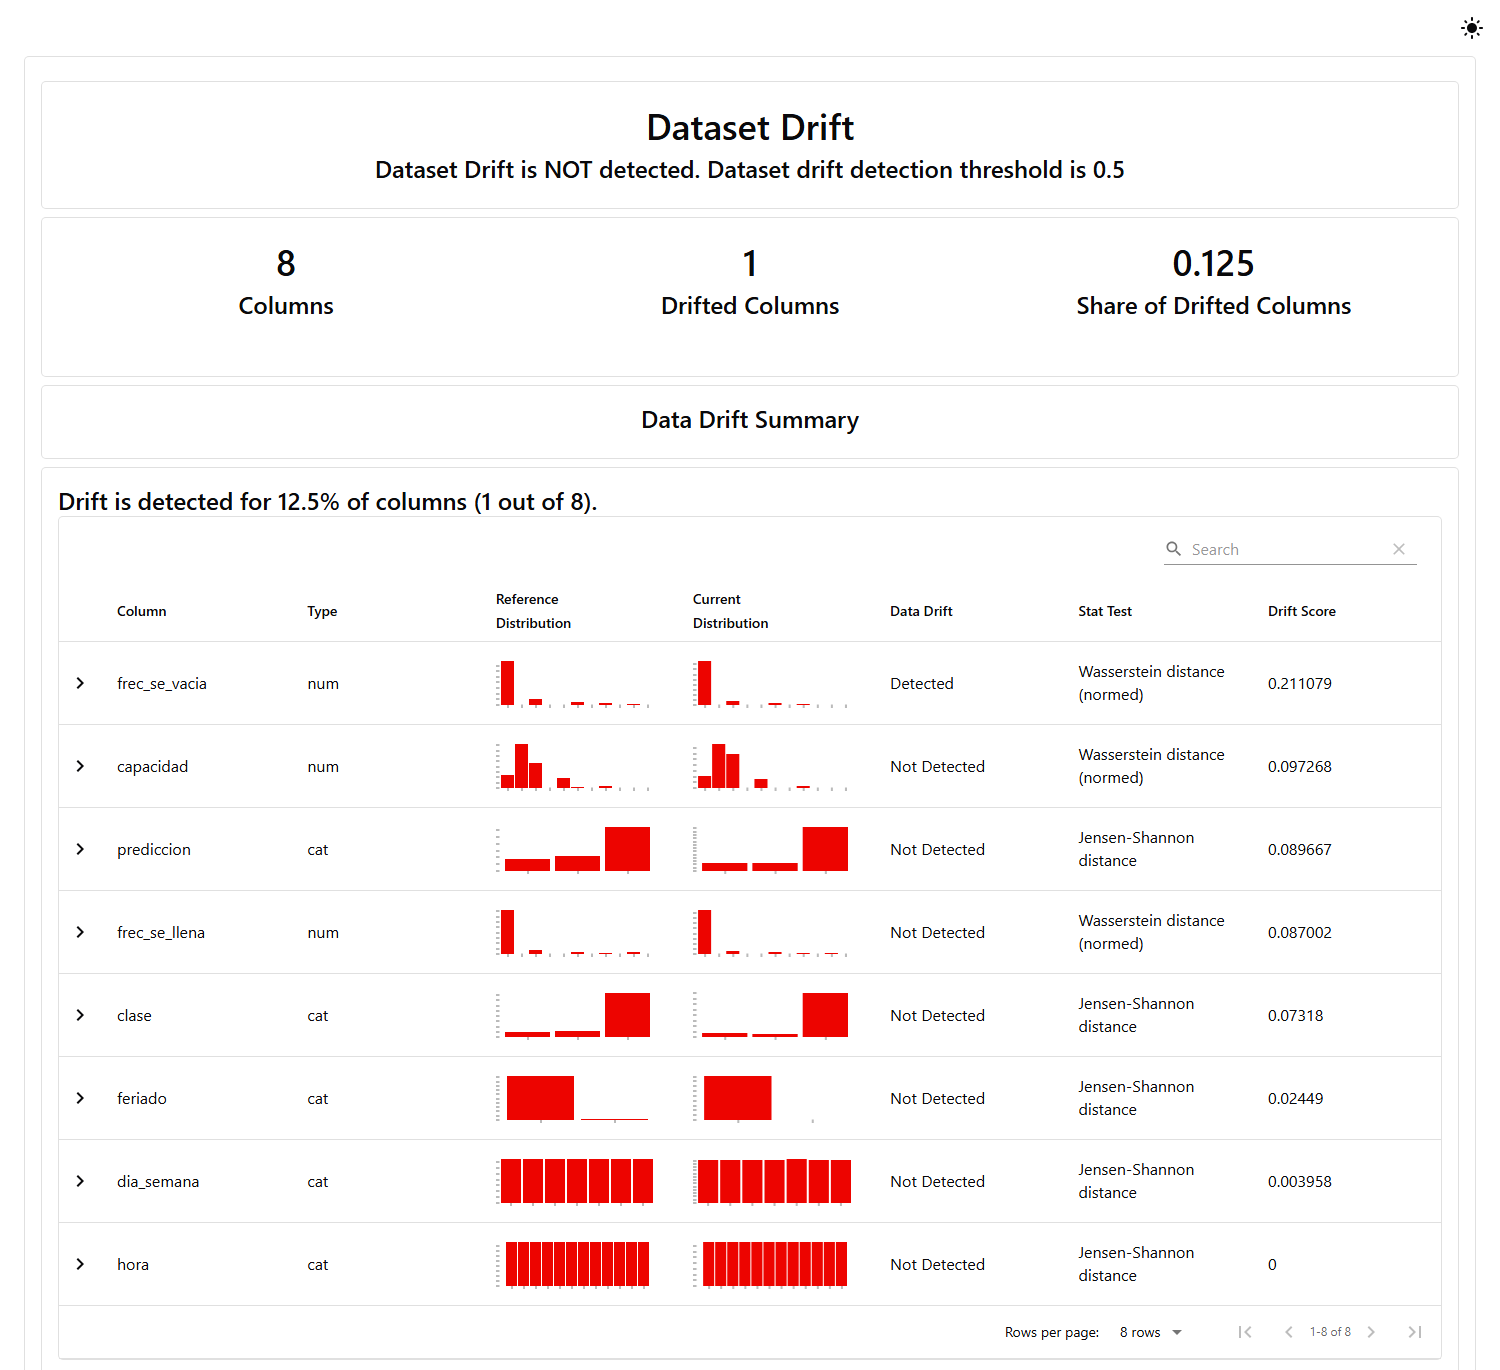 Dataset Drift
Dataset Drift is NOT detected. Dataset drift detection threshold is 0.5
8
Columns
1
Drifted Columns
0.125
Share of Drifted Columns
Data Drift Summary
Drift is detected for 12.5% of columns (1 out of 8).
Search
Column Type Reference Distribution Current Distribution Data Drift Stat Test Drift Score
frec_se_vacia num Detected Wasserstein distance (normed) 0.211079
capacidad num Not Detected Wasserstein distance (normed) 0.097268
prediccion cat Not Detected Jensen-Shannon distance 0.089667
frec_se_llena num Not Detected Wasserstein distance (normed) 0.087002
clase cat Not Detected Jensen-Shannon distance 0.07318
feriado cat Not Detected Jensen-Shannon distance 0.02449
dia_semana cat Not Detected Jensen-Shannon distance 0.003958
hora cat Not Detected Jensen-Shannon distance 0
Rows per page: 8 rows 1-8 of 8